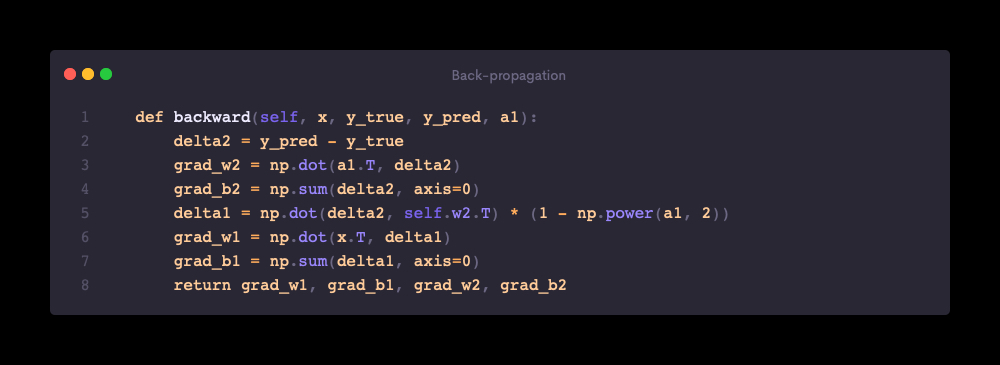 Back-propagation
1 def backward(self, x, y_true, y_pred, a1):
2 delta2 = y_pred - y_true
3 grad_w2 = np.dot(a1.T, delta2)
4 grad_b2 = np.sum(delta2, axis=0)
5 delta1 = np.dot(delta2, self.w2.T) * (1 - np.power(a1, 2))
6 grad_w1 = np.dot(x.T, delta1)
7 grad_b1 = np.sum(delta1, axis=0)
8 return grad_w1, grad_b1, grad_w2, grad_b2